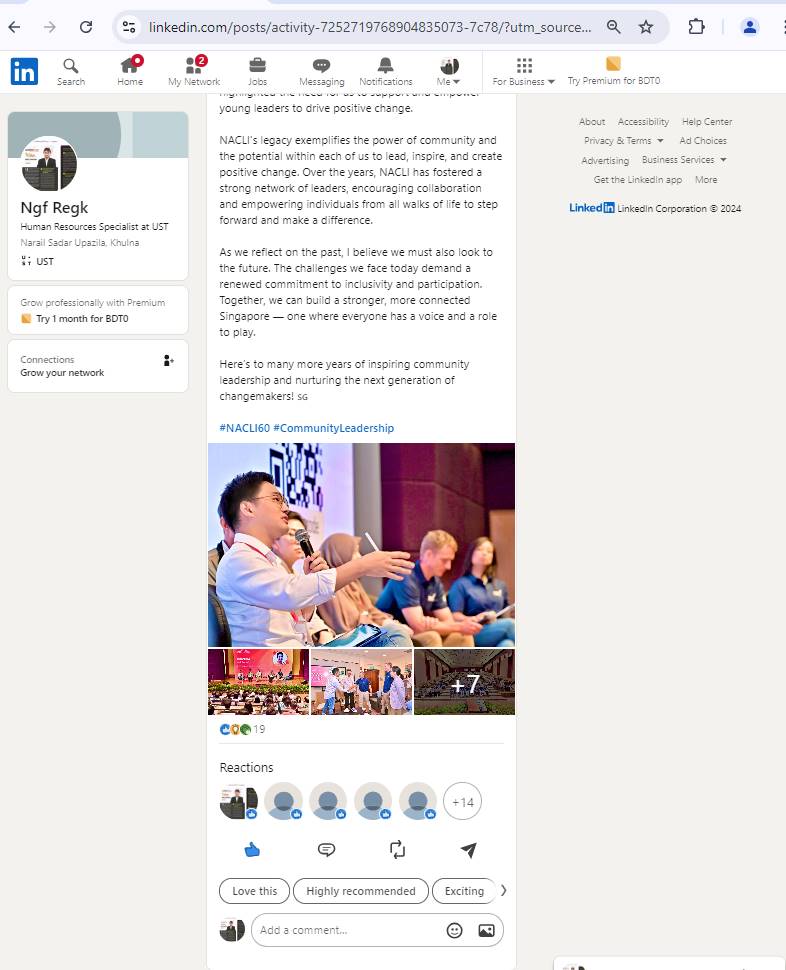 linkedin.com/posts/activity-7252719768904835073-7c78/?utm_source...
in
Search
Home
2
My Network
Jobs
Messaging
Notifications
Me
For Business
Try Premium for BDT0
Ngf Regk
Human Resources Specialist at UST
Narail Sadar Upazila, Khulna
UST
Grow professionally with Premium
Try 1 month for BDT0
Connections
Grow your network
highlighted the need for us to support and empower
young leaders to drive positive change.
NACLI's legacy exemplifies the power of community and
the potential within each of us to lead, inspire, and create
positive change. Over the years, NACLI has fostered a
strong network of leaders, encouraging collaboration
and empowering individuals from all walks of life to step
forward and make a difference.
As we reflect on the past, I believe we must also look to
the future. The challenges we face today demand a
renewed commitment to inclusivity and participation.
Together, we can build a stronger, more connected
Singapore — one where everyone has a voice and a role
to play.
Here's to many more years of inspiring community
leadership and nurturing the next generation of
changemakers! SG
#NACLI60 #CommunityLeadership
+7
19
Reactions
+14
Love this
Highly recommended
Exciting
Add a comment...
About Accessibility Help Center
Privacy & Terms Ad Choices
Advertising Business Services
Get the LinkedIn app More
LinkedIn LinkedIn Corporation © 2024